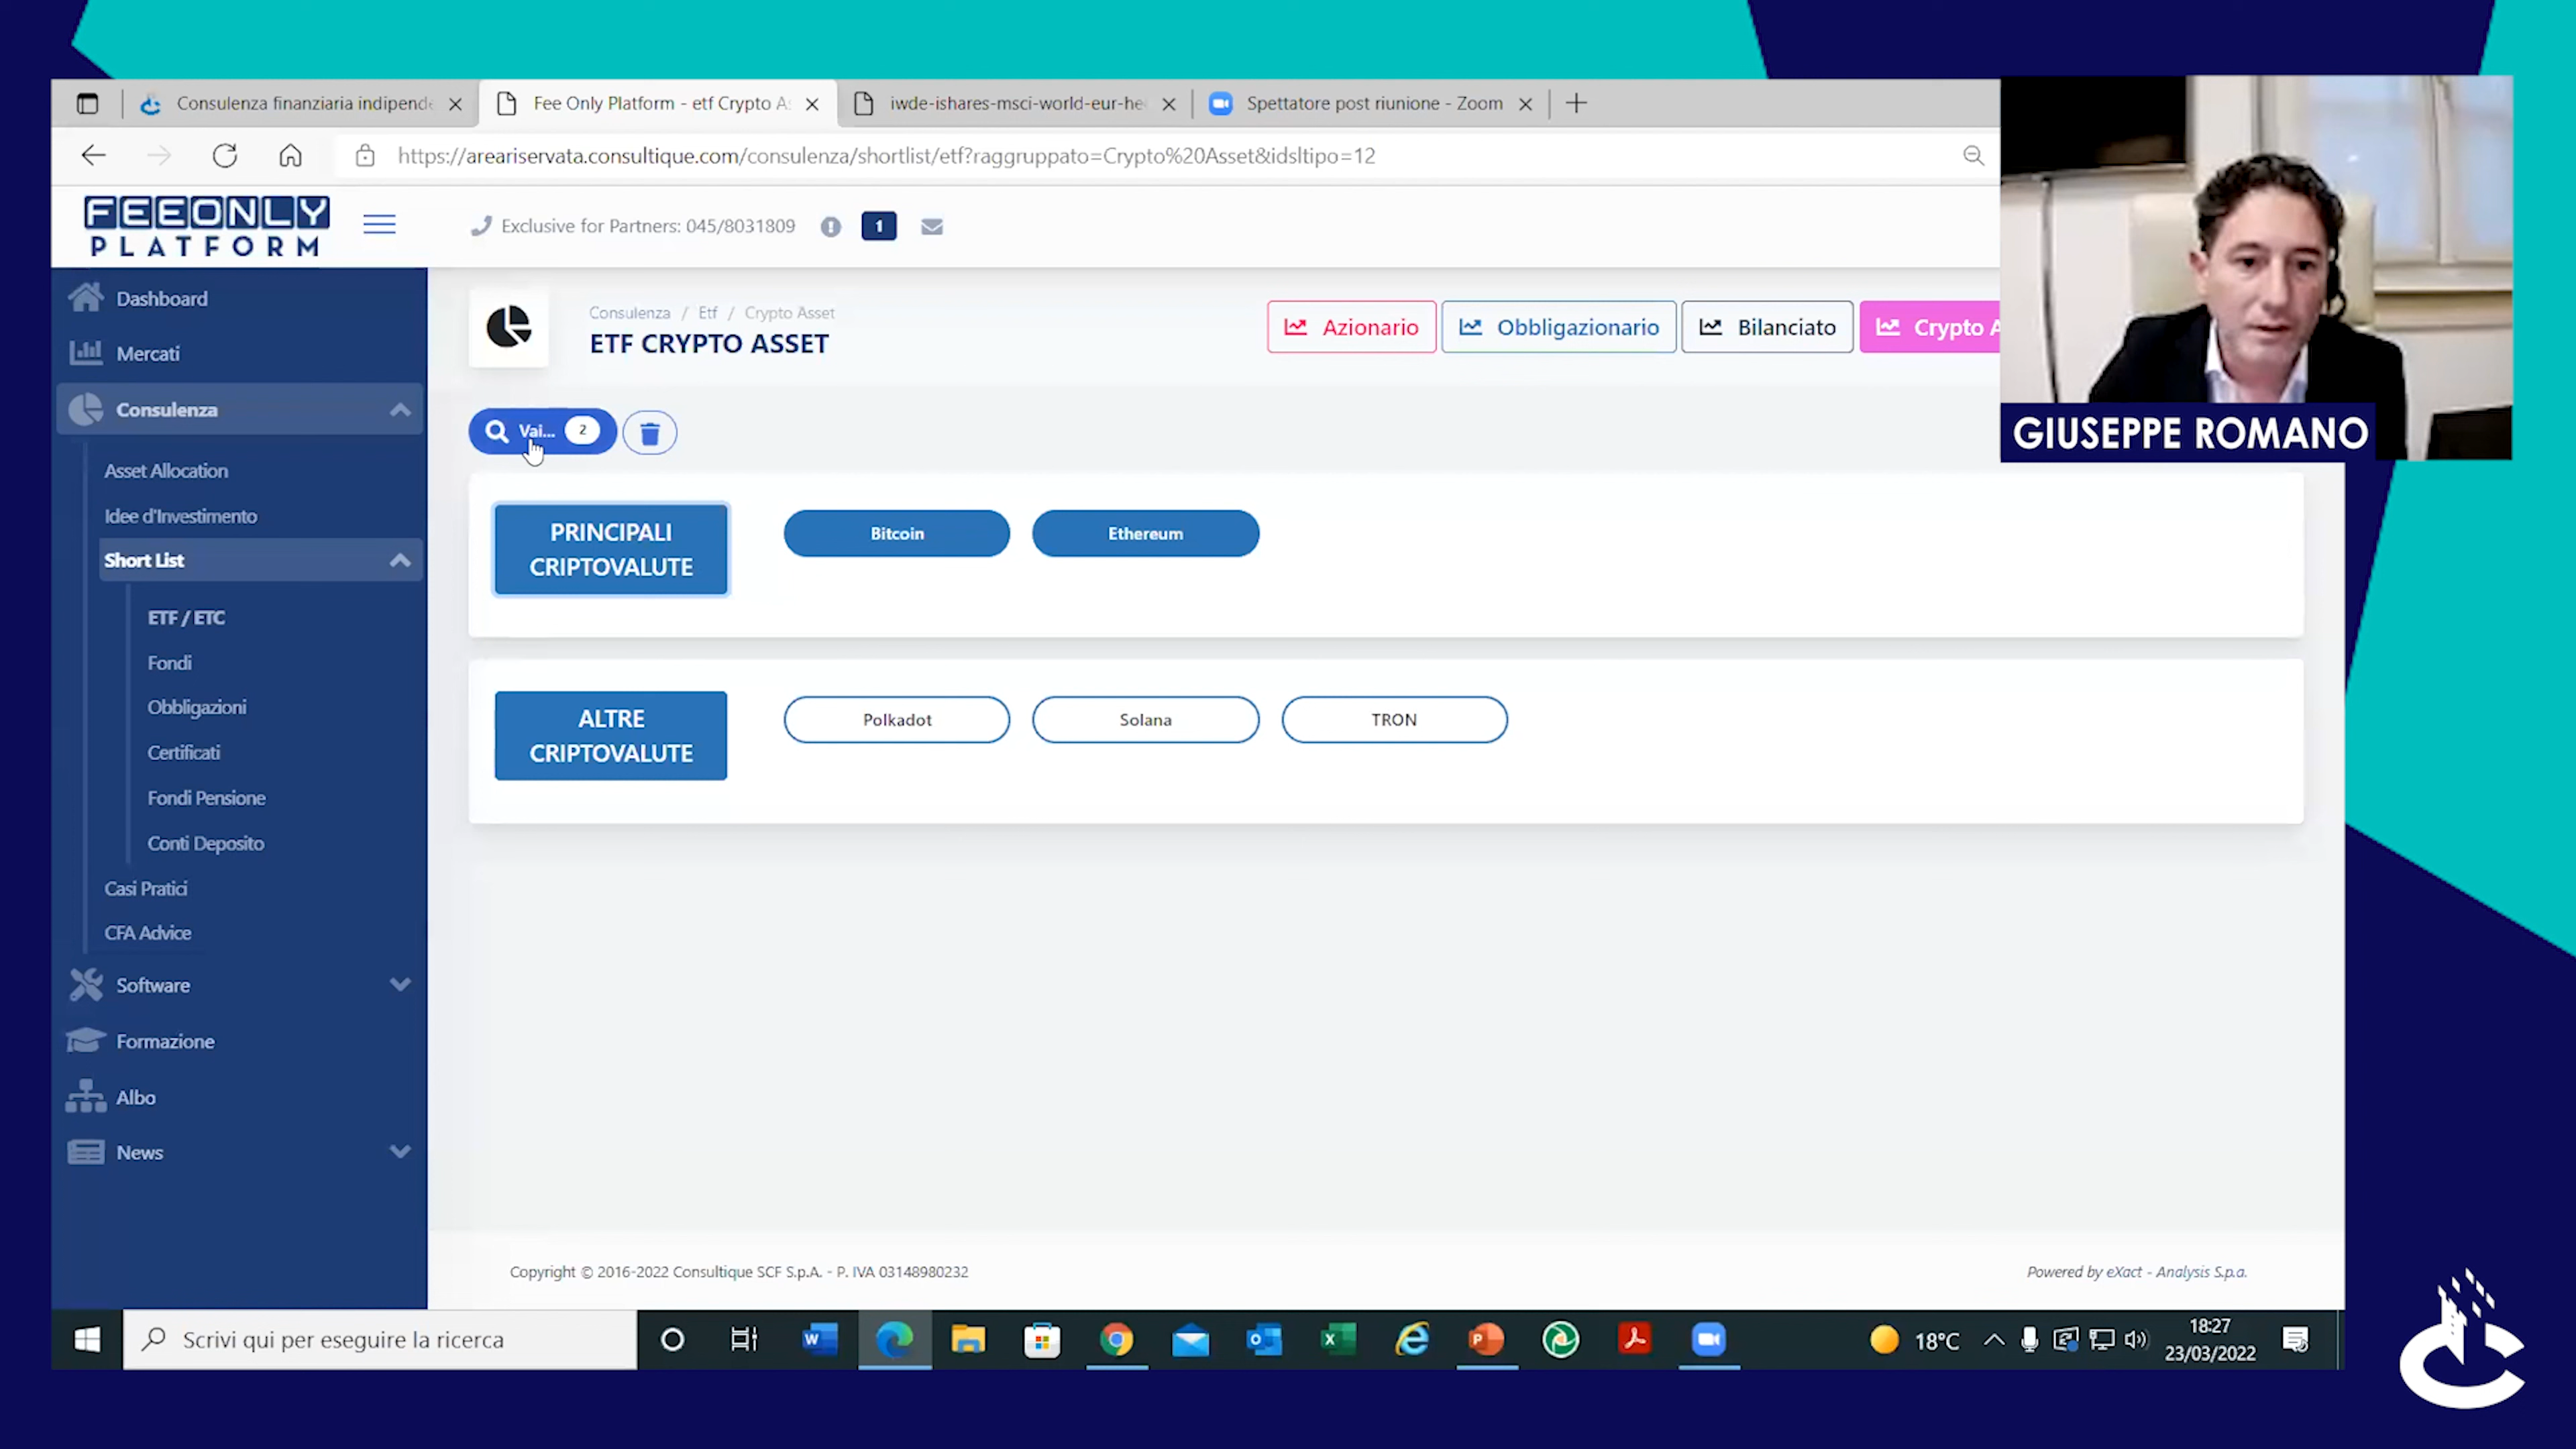 Consulenza finanziaria indipende
Fee Only Platform - etf Crypto A
iwde-ishares-msci-world-eur-he
Spettatore post riunione - Zoom
https://areariservata.consultique.com/consulenza/shortlist/etf?raggruppato=Crypto%20Asset&idsltipo=12
FEEONLY
PLATFORM
Exclusive for Partners: 045/8031809
1
Dashboard
Mercati
Consulenza
Asset Allocation
Idee d'Investimento
Short List
ETF / ETC
Fondi
Obbligazioni
Certificati
Fondi Pensione
Conti Deposito
Casi Pratici
CFA Advice
Software
Formazione
Albo
News
Consulenza / Etf / Crypto Asset
ETF CRYPTO ASSET
Azionario
Obbligazionario
Bilanciato
Crypto A
GIUSEPPE ROMANO
Vai... 2
PRINCIPALI
CRIPTOVALUTE
Bitcoin
Ethereum
ALTRE
CRIPTOVALUTE
Polkadot
Solana
TRON
Copyright © 2016-2022 Consultique SCF S.p.A. - P. IVA 03148980232
Powered by eXact - Analysis S.p.a.
Scrivi qui per eseguire la ricerca
18°C
18:27
23/03/2022